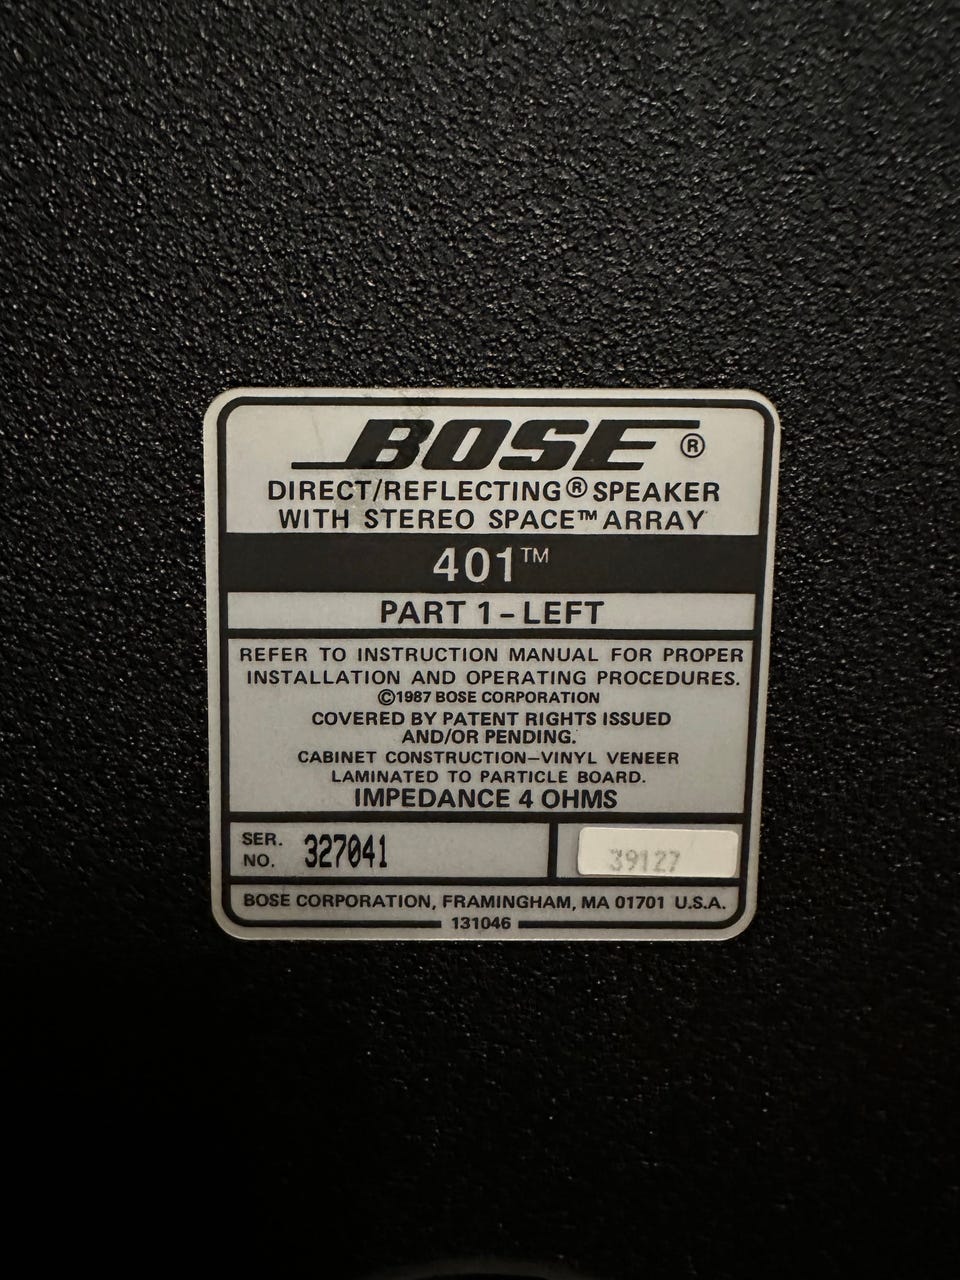 BOSE®
DIRECT/REFLECTING® SPEAKER
WITH STEREO SPACE™ ARRAY
401™
PART 1 - LEFT
REFER TO INSTRUCTION MANUAL FOR PROPER
INSTALLATION AND OPERATING PROCEDURES.
©1987 BOSE CORPORATION
COVERED BY PATENT RIGHTS ISSUED
AND/OR PENDING.
CABINET CONSTRUCTION—VINYL VENEER
LAMINATED TO PARTICLE BOARD.
IMPEDANCE 4 OHMS
SER. NO. 327041
39127
BOSE CORPORATION, FRAMINGHAM, MA 01701 U.S.A.
131046